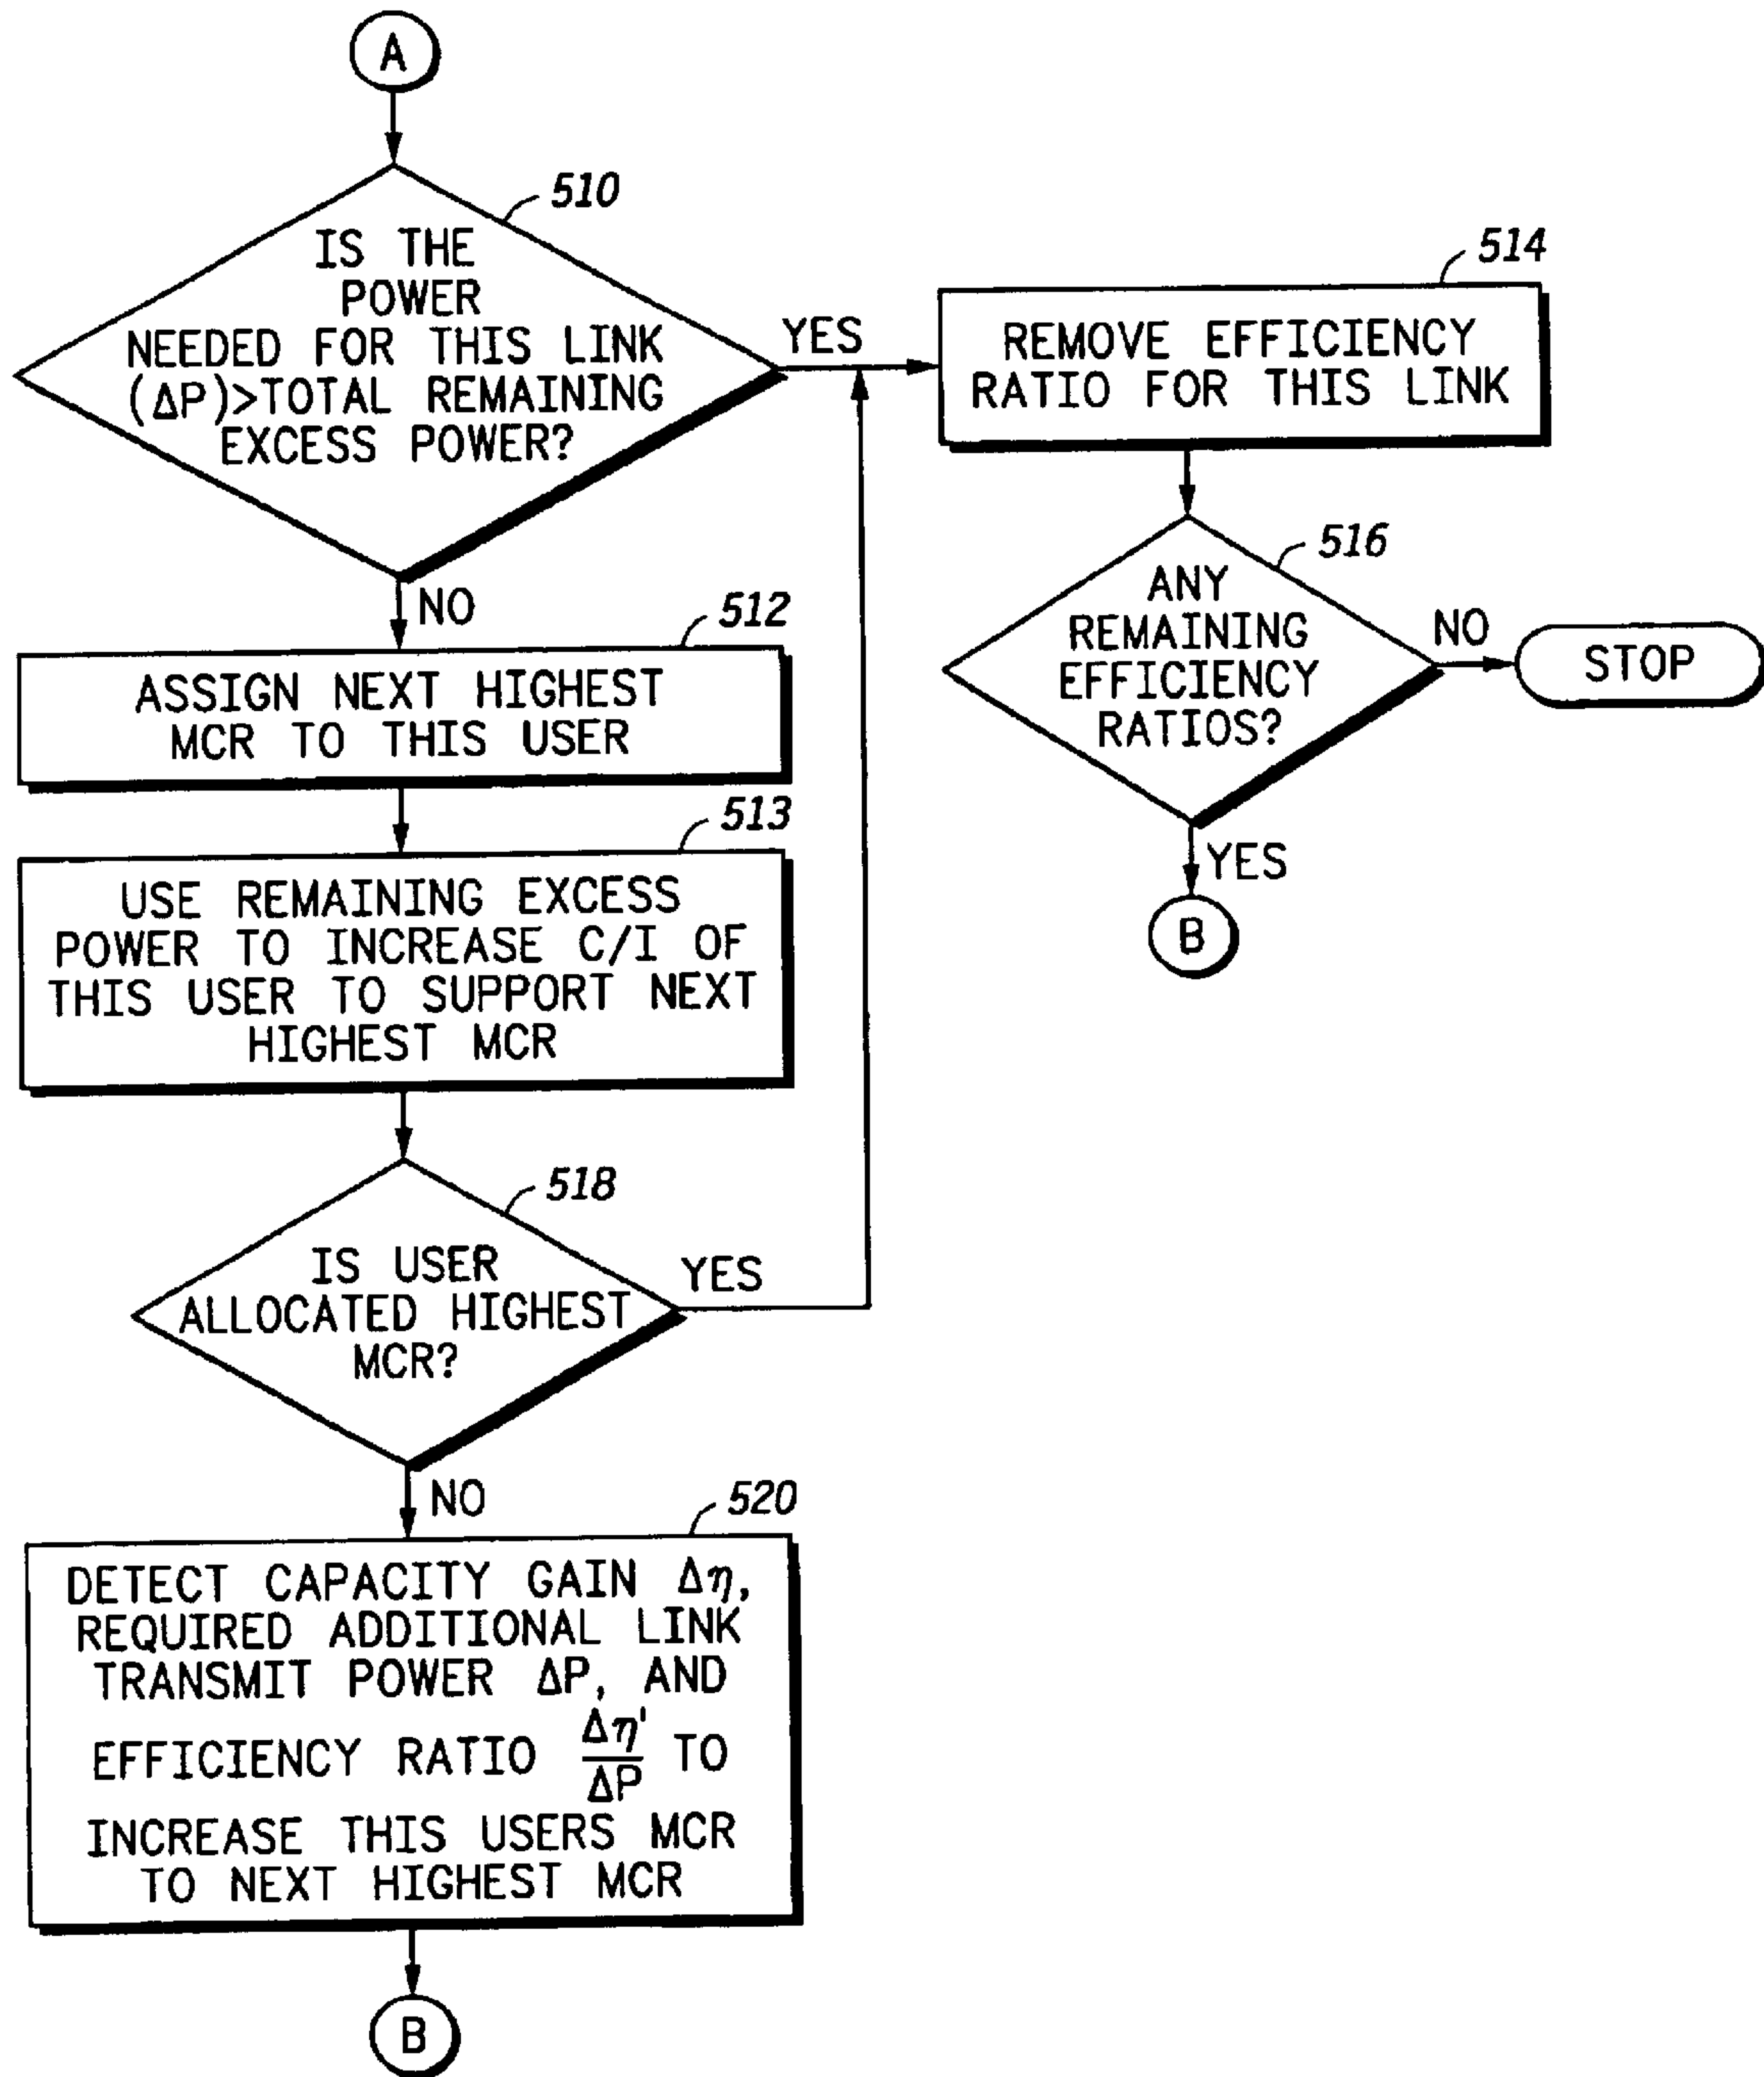 A
510
IS THE
POWER
NEEDED FOR THIS LINK
(ΔP)>TOTAL REMAINING
EXCESS POWER?
YES
NO
512
ASSIGN NEXT HIGHEST
MCR TO THIS USER
513
USE REMAINING EXCESS
POWER TO INCREASE C/I OF
THIS USER TO SUPPORT NEXT
HIGHEST MCR
518
IS USER
ALLOCATED HIGHEST
MCR?
YES
NO
520
DETECT CAPACITY GAIN Δη,
REQUIRED ADDITIONAL LINK
TRANSMIT POWER ΔP, AND
EFFICIENCY RATIO Δη'/ΔP TO
INCREASE THIS USERS MCR
TO NEXT HIGHEST MCR
B
514
REMOVE EFFICIENCY
RATIO FOR THIS LINK
516
ANY
REMAINING
EFFICIENCY
RATIOS?
NO
STOP
YES
B